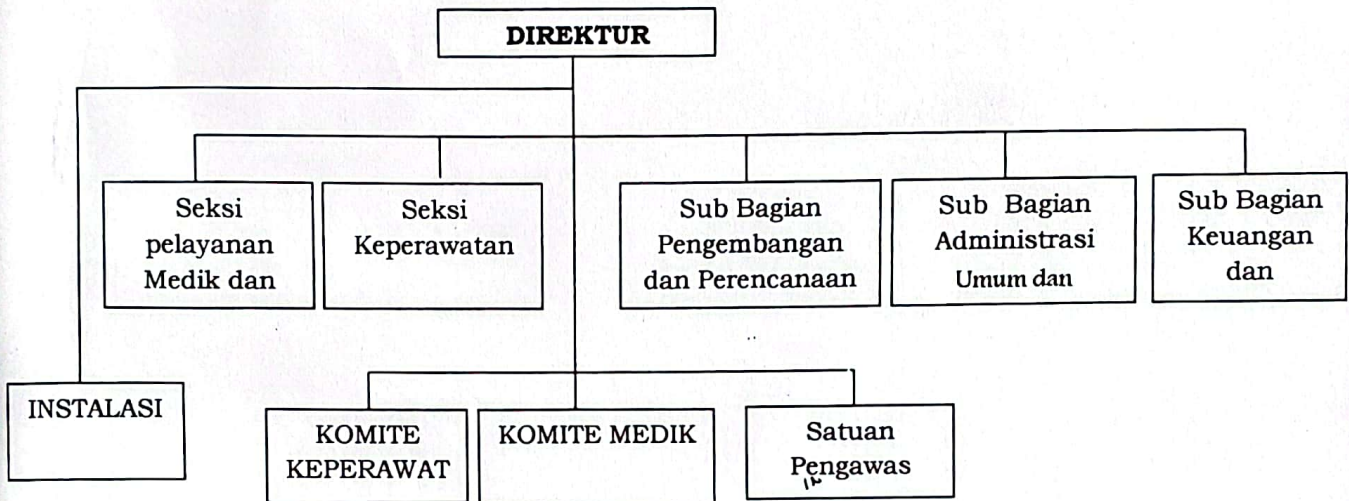 DIREKTUR
Seksi
pelayanan
Medik dan
Seksi
Keperawatan
Sub Bagian
Pengembangan
dan Perencanaan
Sub Bagian
Administrasi
Umum dan
Sub Bagian
Keuangan
dan
INSTALASI
KOMITE
KEPERAWAT
KOMITE MEDIK
Satuan
Pengawas